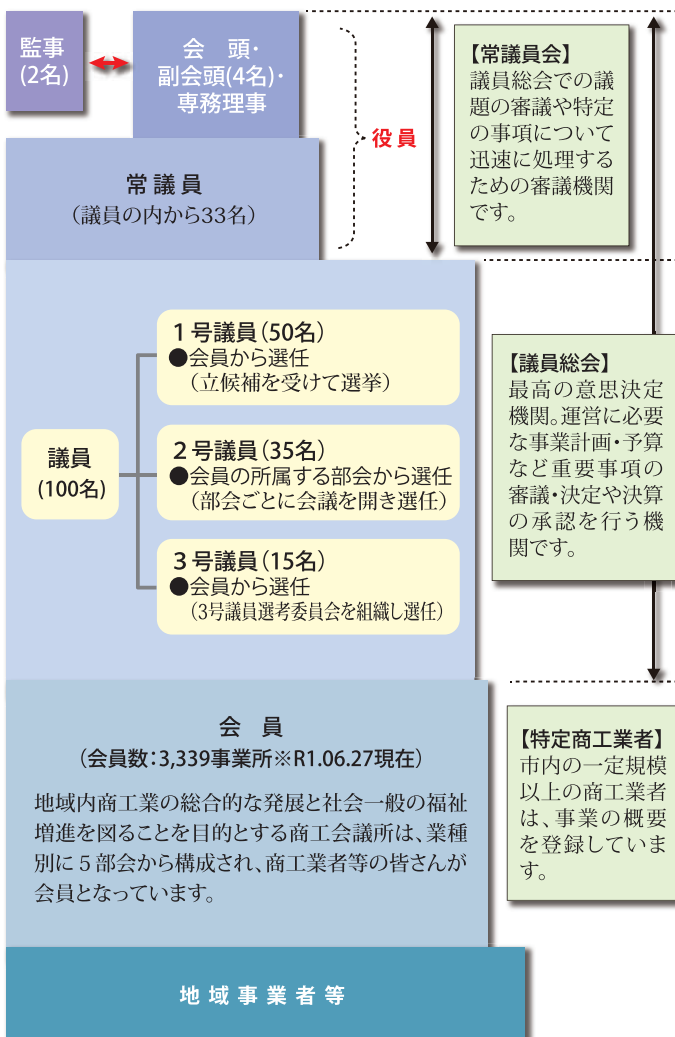 監事
(2名)
会　頭・
副会頭(4名)・
専務理事
役員
常議員
（議員の内から33名）
【常議員会】
議員総会での議
題の審議や特定
の事項について
迅速に処理する
ための審議機関
です。
議員
(100名)
1号議員（50名）
●会員から選任
（立候補を受けて選挙）
2号議員（35名）
●会員の所属する部会から選任
（部会ごとに会議を開き選任）
3号議員（15名）
●会員から選任
（3号議員選考委員会を組織し選任）
【議員総会】
最高の意思決定
機関。運営に必要
な事業計画・予算
など重要事項の
審議・決定や決算
の承認を行う機
関です。
会　員
（会員数：3,339事業所※R1.06.27現在）
地域内商工業の総合的な発展と社会一般の福祉
増進を図ることを目的とする商工会議所は、業種
別に５部会から構成され、商工業者等の皆さんが
会員となっています。
【特定商工業者】
市内の一定規模
以上の商工業者
は、事業の概要
を登録していま
す。
地域事業者等